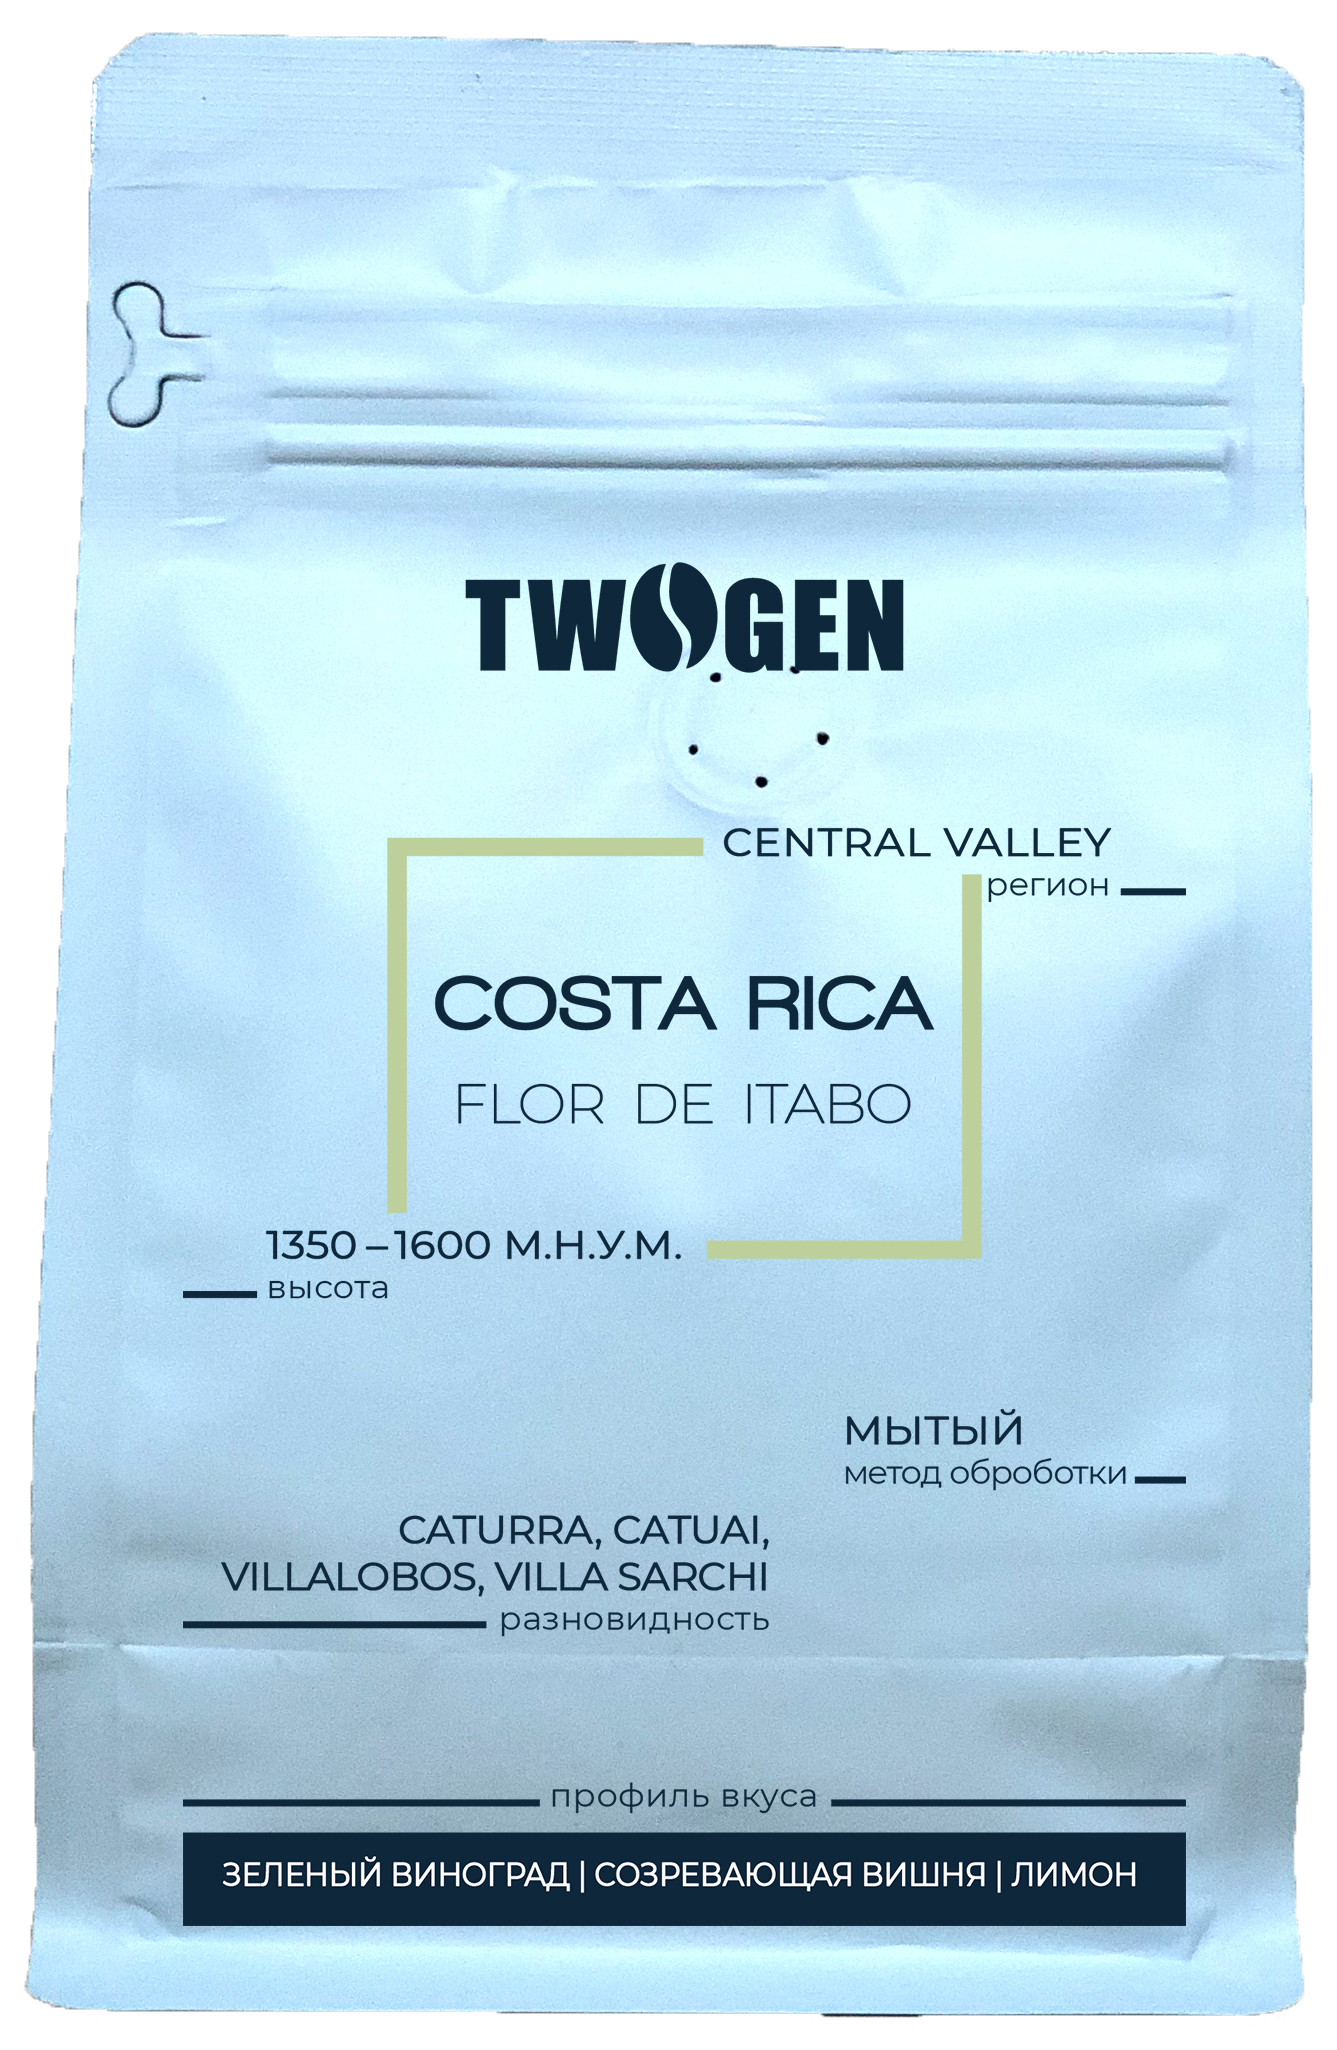 TWOGEN
CENTRAL VALLEY
регион
COSTA RICA
FLOR DE ITABO
1350 – 1600 М.Н.У.М.
высота
МЫТЫЙ
метод оброботки
CATURRA, CATUAI,
VILLALOBOS, VILLA SARCHI
разновидность
профиль вкуса
ЗЕЛЕНЫЙ ВИНОГРАД | СОЗРЕВАЮЩАЯ ВИШНЯ | ЛИМОН